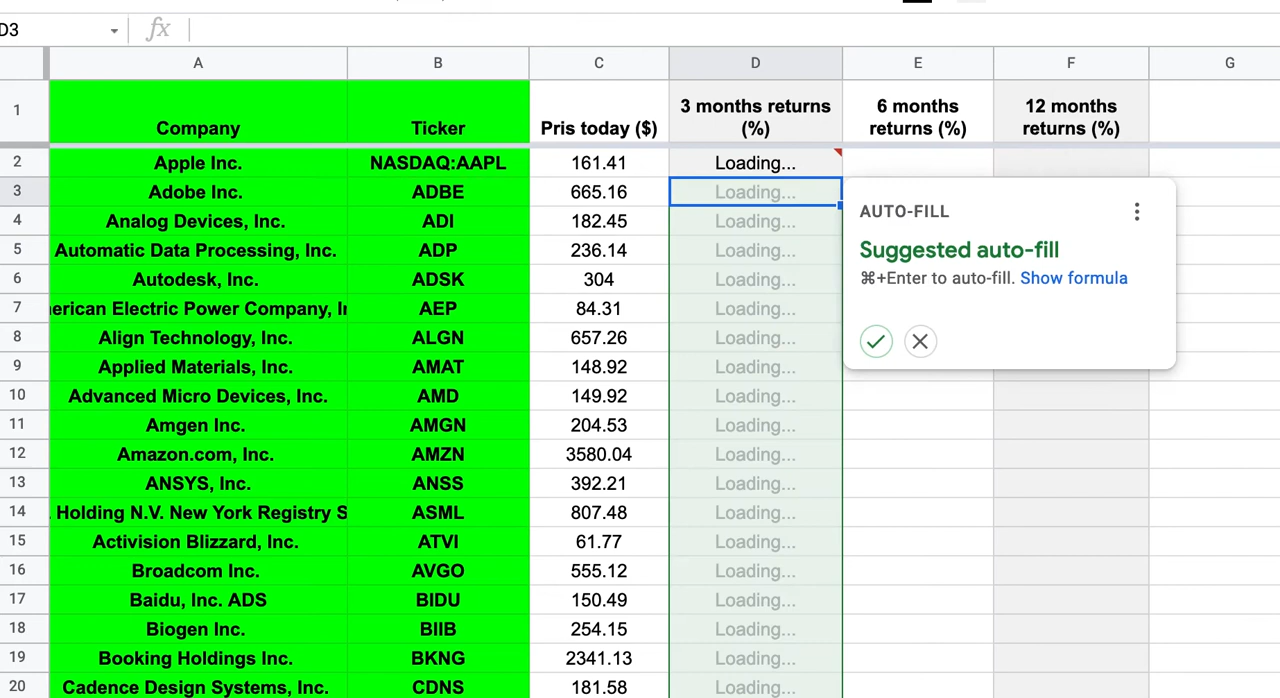 D3 fx
A B C D E F G
1 Company Ticker Pris today ($) 3 months returns (%) 6 months returns (%) 12 months returns (%)
2 Apple Inc. NASDAQ:AAPL 161.41 Loading...
3 Adobe Inc. ADBE 665.16 Loading...
4 Analog Devices, Inc. ADI 182.45 Loading...
5 Automatic Data Processing, Inc. ADP 236.14 Loading...
6 Autodesk, Inc. ADSK 304 Loading...
7 erican Electric Power Company, In AEP 84.31 Loading...
8 Align Technology, Inc. ALGN 657.26 Loading...
9 Applied Materials, Inc. AMAT 148.92 Loading...
10 Advanced Micro Devices, Inc. AMD 149.92 Loading...
11 Amgen Inc. AMGN 204.53 Loading...
12 Amazon.com, Inc. AMZN 3580.04 Loading...
13 ANSYS, Inc. ANSS 392.21 Loading...
14 . Holding N.V. New York Registry S ASML 807.48 Loading...
15 Activision Blizzard, Inc. ATVI 61.77 Loading...
16 Broadcom Inc. AVGO 555.12 Loading...
17 Baidu, Inc. ADS BIDU 150.49 Loading...
18 Biogen Inc. BIIB 254.15 Loading...
19 Booking Holdings Inc. BKNG 2341.13 Loading...
20 Cadence Design Systems, Inc. CDNS 181.58 Loading...
AUTO-FILL
Suggested auto-fill
⌘+Enter to auto-fill. Show formula